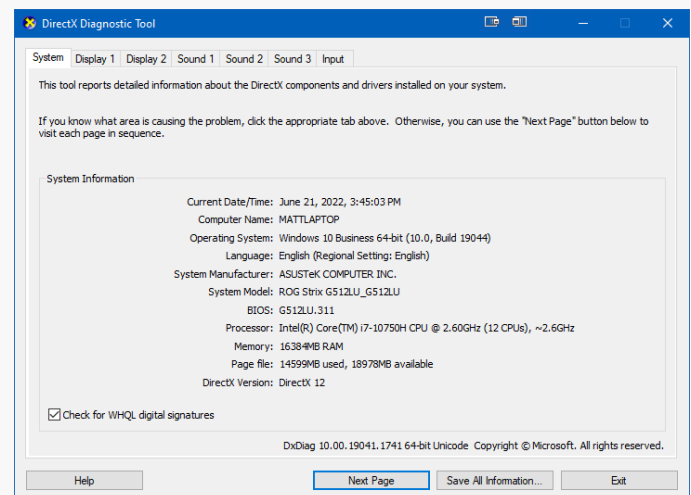 DirectX Diagnostic Tool
System Display 1 Display 2 Sound 1 Sound 2 Sound 3 Input
This tool reports detailed information about the DirectX components and drivers installed on your system.
If you know what area is causing the problem, click the appropriate tab above. Otherwise, you can use the "Next Page" button below to
visit each page in sequence.
System Information
Current Date/Time: June 21, 2022, 3:45:03 PM
Computer Name: MATTLAPTOP
Operating System: Windows 10 Business 64-bit (10.0, Build 19044)
Language: English (Regional Setting: English)
System Manufacturer: ASUSTeK COMPUTER INC.
System Model: ROG Strix G512LU_G512LU
BIOS: G512LU.311
Processor: Intel(R) Core(TM) i7-10750H CPU @ 2.60GHz (12 CPUs), ~2.6GHz
Memory: 16384MB RAM
Page file: 14599MB used, 18978MB available
DirectX Version: DirectX 12
Check for WHQL digital signatures
DxDiag 10.00.19041.1741 64-bit Unicode Copyright © Microsoft. All rights reserved.
Help Next Page Save All Information... Exit